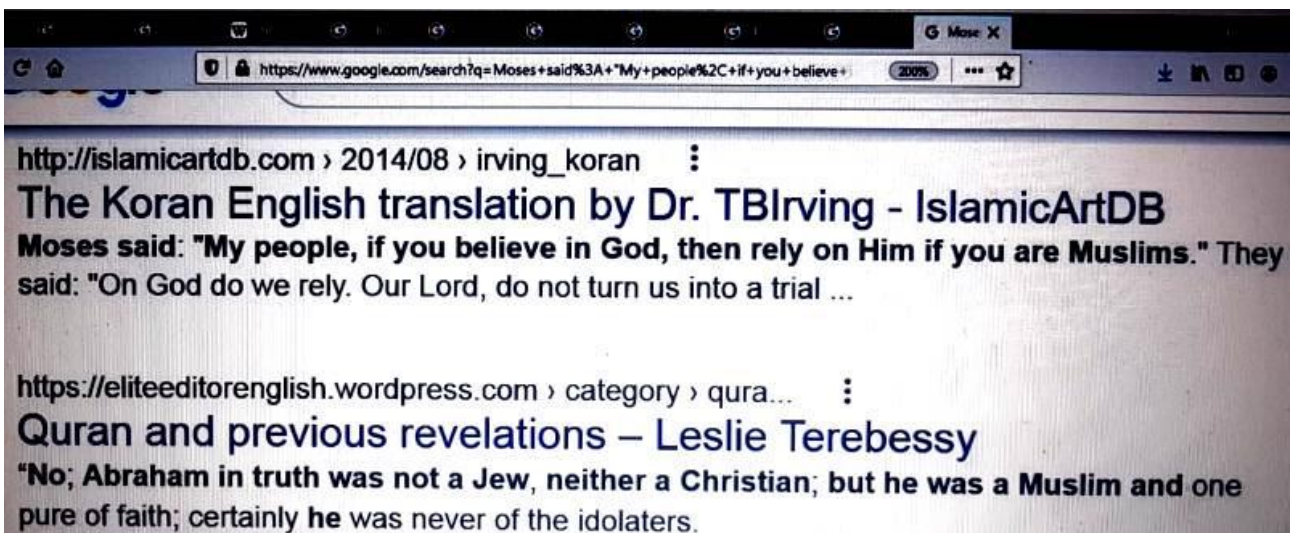 G Mose X
https://www.google.com/search?q=Moses+said%3A+"My+people%2C+if+you+believe+ 200%
http://islamicartdb.com › 2014/08 › irving_koran
The Koran English translation by Dr. TBIrving - IslamicArtDB
Moses said: "My people, if you believe in God, then rely on Him if you are Muslims." They
said: "On God do we rely. Our Lord, do not turn us into a trial ...
https://eliteeditorenglish.wordpress.com › category › qura...
Quran and previous revelations – Leslie Terebessy
"No; Abraham in truth was not a Jew, neither a Christian; but he was a Muslim and one
pure of faith; certainly he was never of the idolaters.